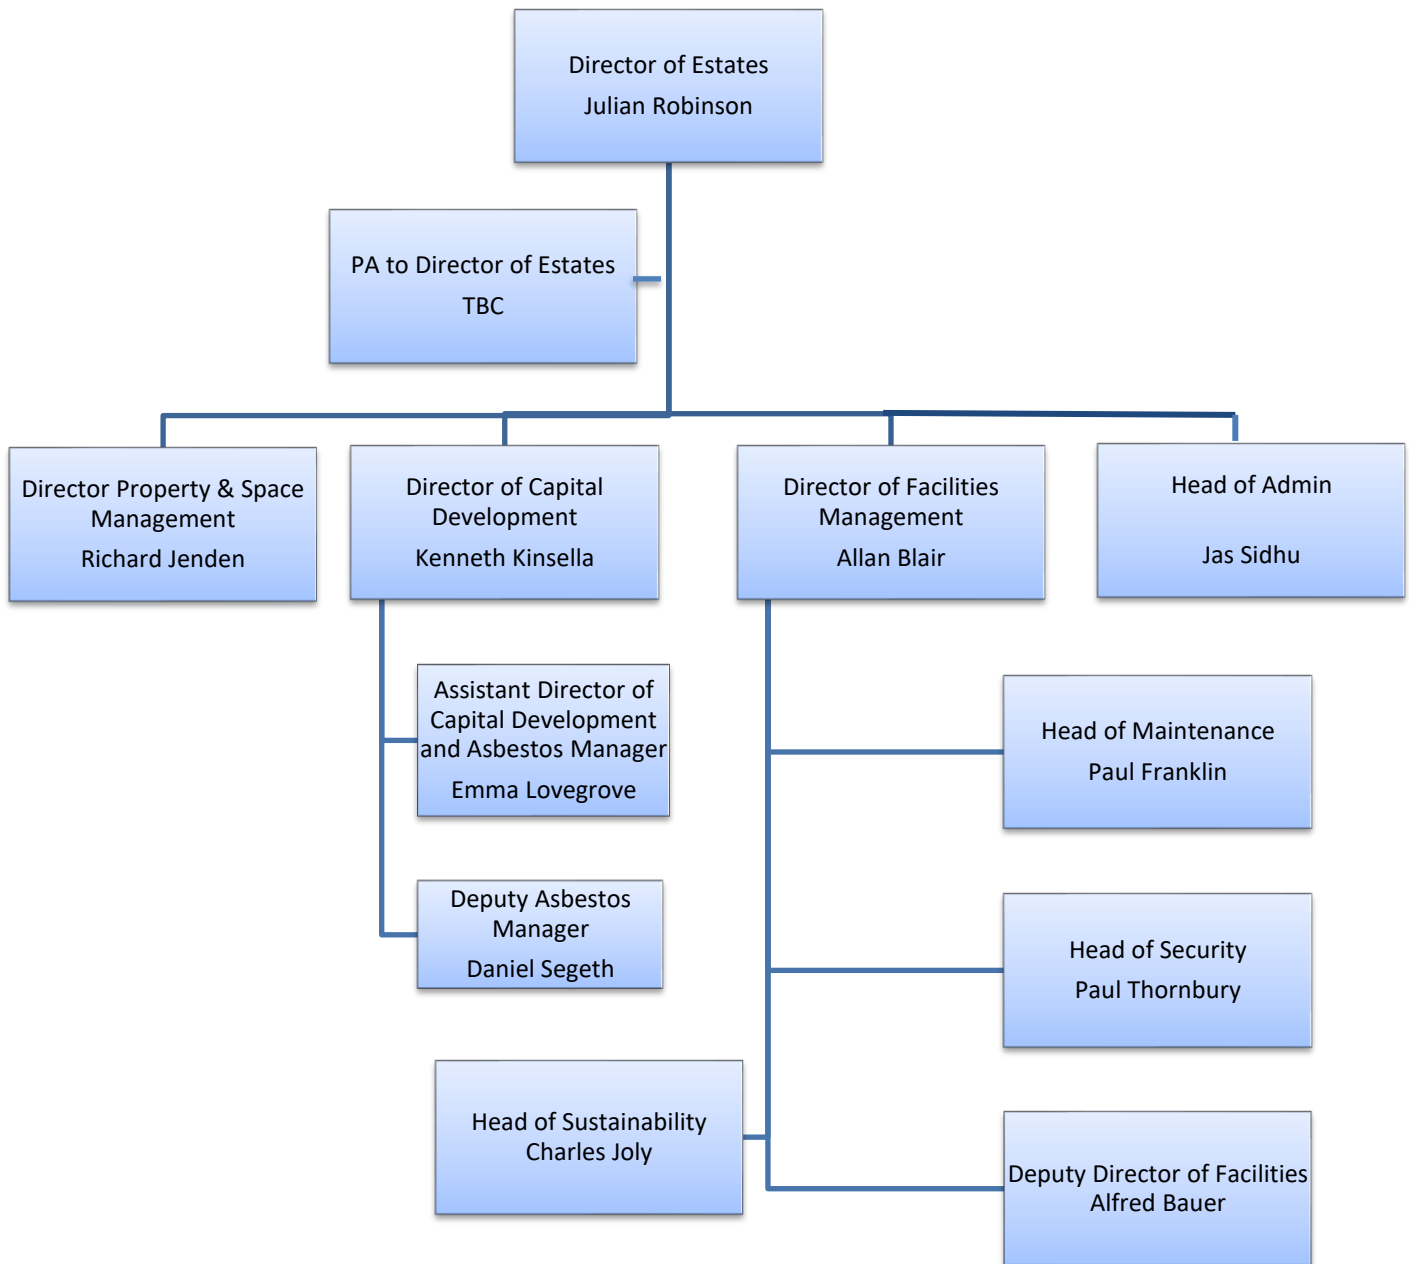 Director of Estates
Julian Robinson
PA to Director of Estates
TBC
Director Property & Space
Management
Richard Jenden
Director of Capital
Development
Kenneth Kinsella
Director of Facilities
Management
Allan Blair
Head of Admin
Jas Sidhu
Assistant Director of
Capital Development
and Asbestos Manager
Emma Lovegrove
Deputy Asbestos
Manager
Daniel Segeth
Head of Maintenance
Paul Franklin
Head of Security
Paul Thornbury
Head of Sustainability
Charles Joly
Deputy Director of Facilities
Alfred Bauer